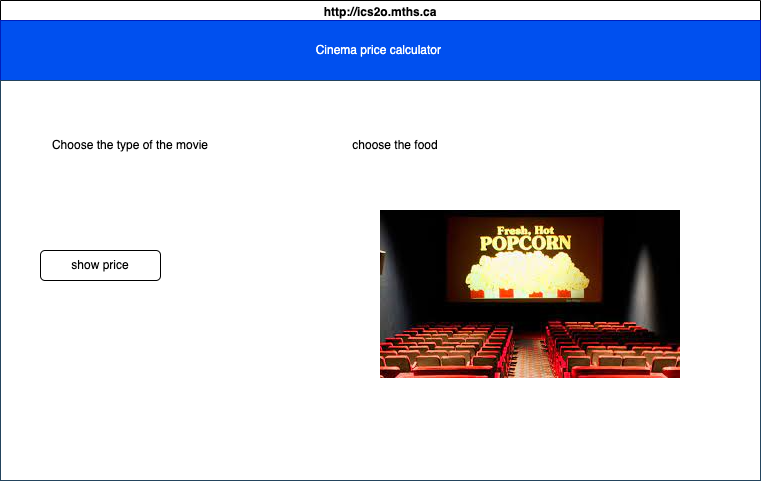 http://ics2o.mths.ca
Cinema price calculator
Choose the type of the movie
choose the food
Fresh, Hot
POPCORN
show price